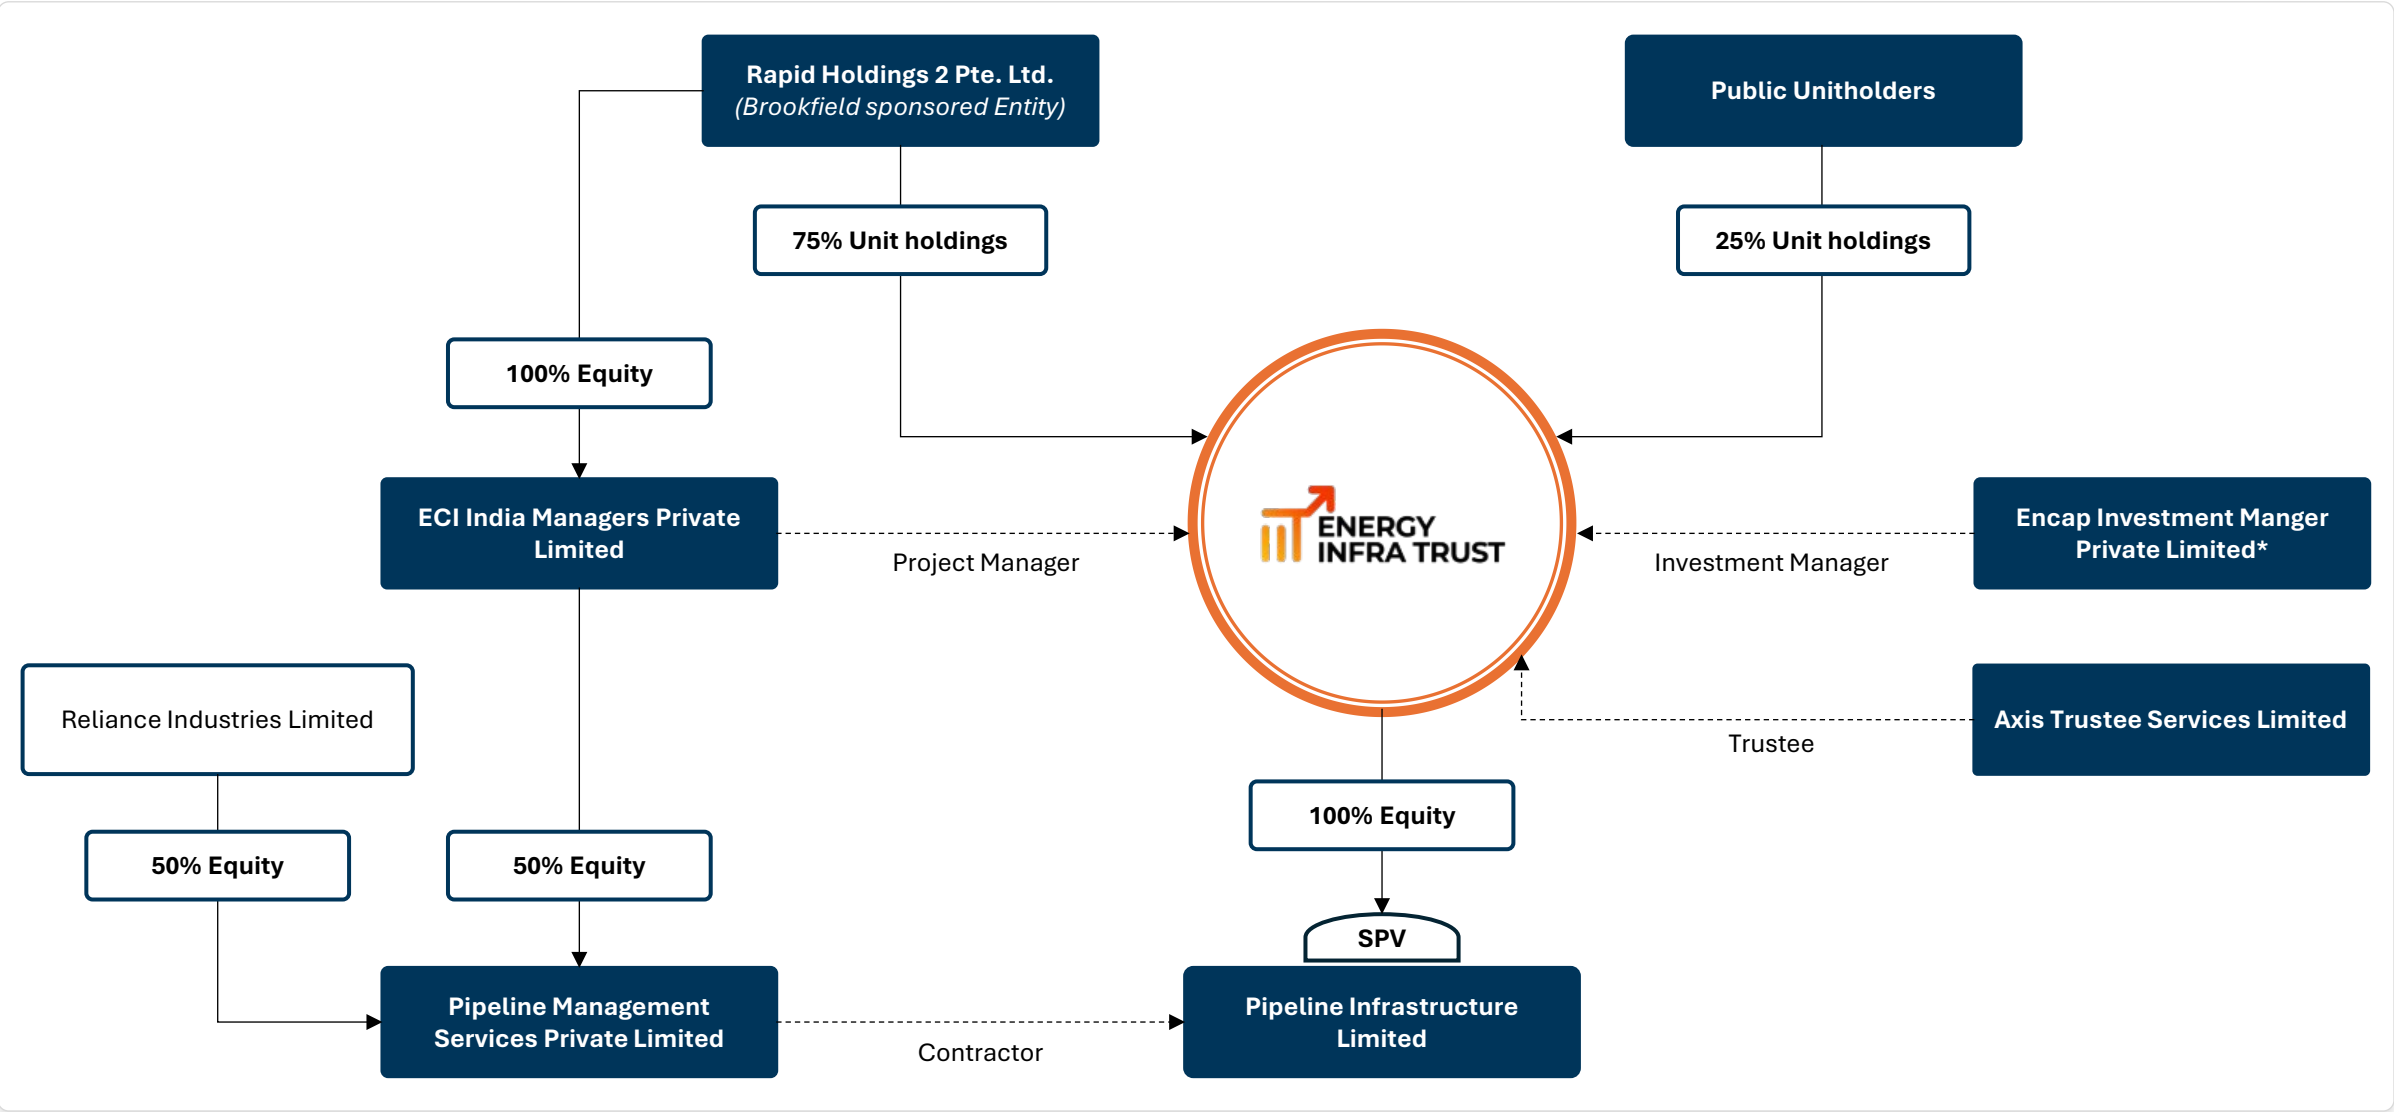 Rapid Holdings 2 Pte. Ltd.
(Brookfield sponsored Entity)
Public Unitholders
75% Unit holdings
25% Unit holdings
100% Equity
ECI India Managers Private
Limited
Project Manager
ENERGY
INFRA TRUST
Investment Manager
Encap Investment Manger
Private Limited*
Reliance Industries Limited
Axis Trustee Services Limited
Trustee
100% Equity
50% Equity
50% Equity
SPV
Pipeline Management
Services Private Limited
Contractor
Pipeline Infrastructure
Limited